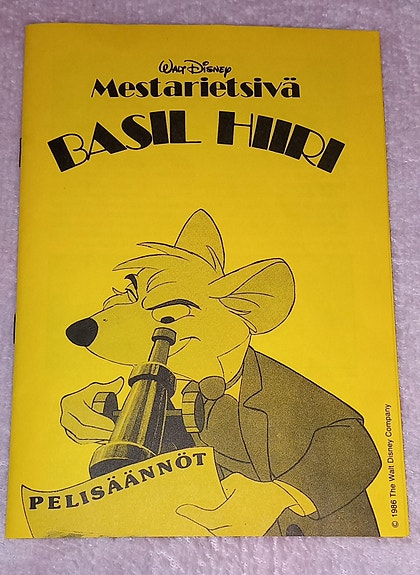 Walt Disney
Mestarietsivä
BASIL HIIRI
PELISÄÄNNÖT
© 1986 The Walt Disney Company